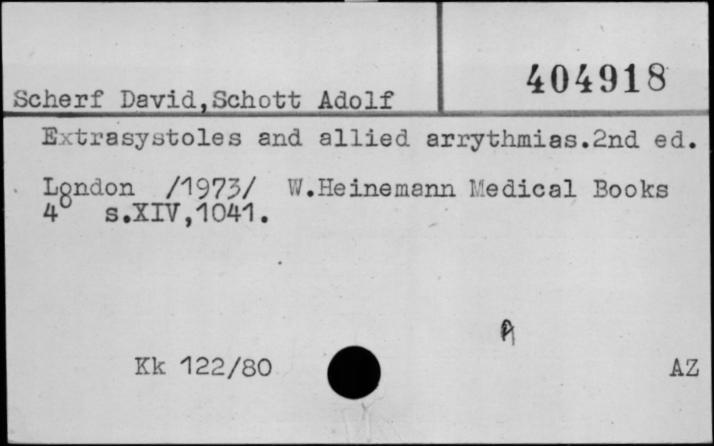 404918
Scherf David,Schott Adolf
Extrasystoles and allied arrythmias.2nd ed.
London /1973/ W.Heinemann Medical Books
4° s.XIV,1041.
Kk 122/80
AZ